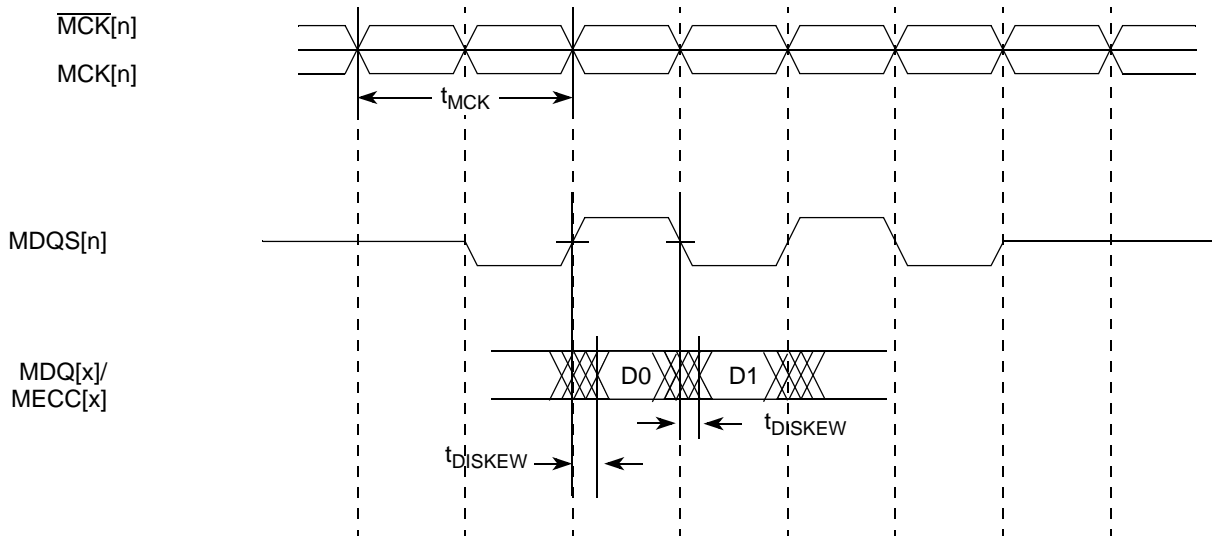 MCK[n]
MCK[n]
tMCK
MDQS[n]
MDQ[x]/
MECC[x]
D0
D1
tDISKEW
tDISKEW